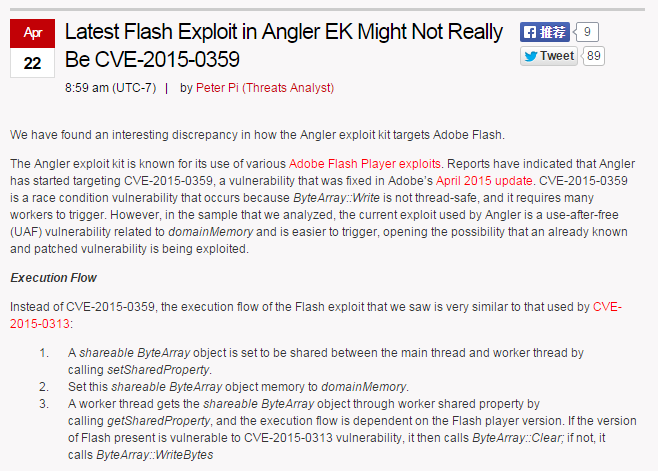 Apr
22
Latest Flash Exploit in Angler EK Might Not Really
Be CVE-2015-0359
推荐 9
Tweet 89
8:59 am (UTC-7) | by Peter Pi (Threats Analyst)
We have found an interesting discrepancy in how the Angler exploit kit targets Adobe Flash.
The Angler exploit kit is known for its use of various Adobe Flash Player exploits. Reports have indicated that Angler
has started targeting CVE-2015-0359, a vulnerability that was fixed in Adobe's April 2015 update. CVE-2015-0359
is a race condition vulnerability that occurs because ByteArray::Write is not thread-safe, and it requires many
workers to trigger. However, in the sample that we analyzed, the current exploit used by Angler is a use-after-free
(UAF) vulnerability related to domainMemory and is easier to trigger, opening the possibility that an already known
and patched vulnerability is being exploited.
Execution Flow
Instead of CVE-2015-0359, the execution flow of the Flash exploit that we saw is very similar to that used by CVE-
2015-0313:
1. A shareable ByteArray object is set to be shared between the main thread and worker thread by
calling setSharedProperty.
2. Set this shareable ByteArray object memory to domainMemory.
3. A worker thread gets the shareable ByteArray object through worker shared property by
calling getSharedProperty, and the execution flow is dependent on the Flash player version. If the version
of Flash present is vulnerable to CVE-2015-0313 vulnerability, it then calls ByteArray::Clear; if not, it
calls ByteArray::WriteBytes